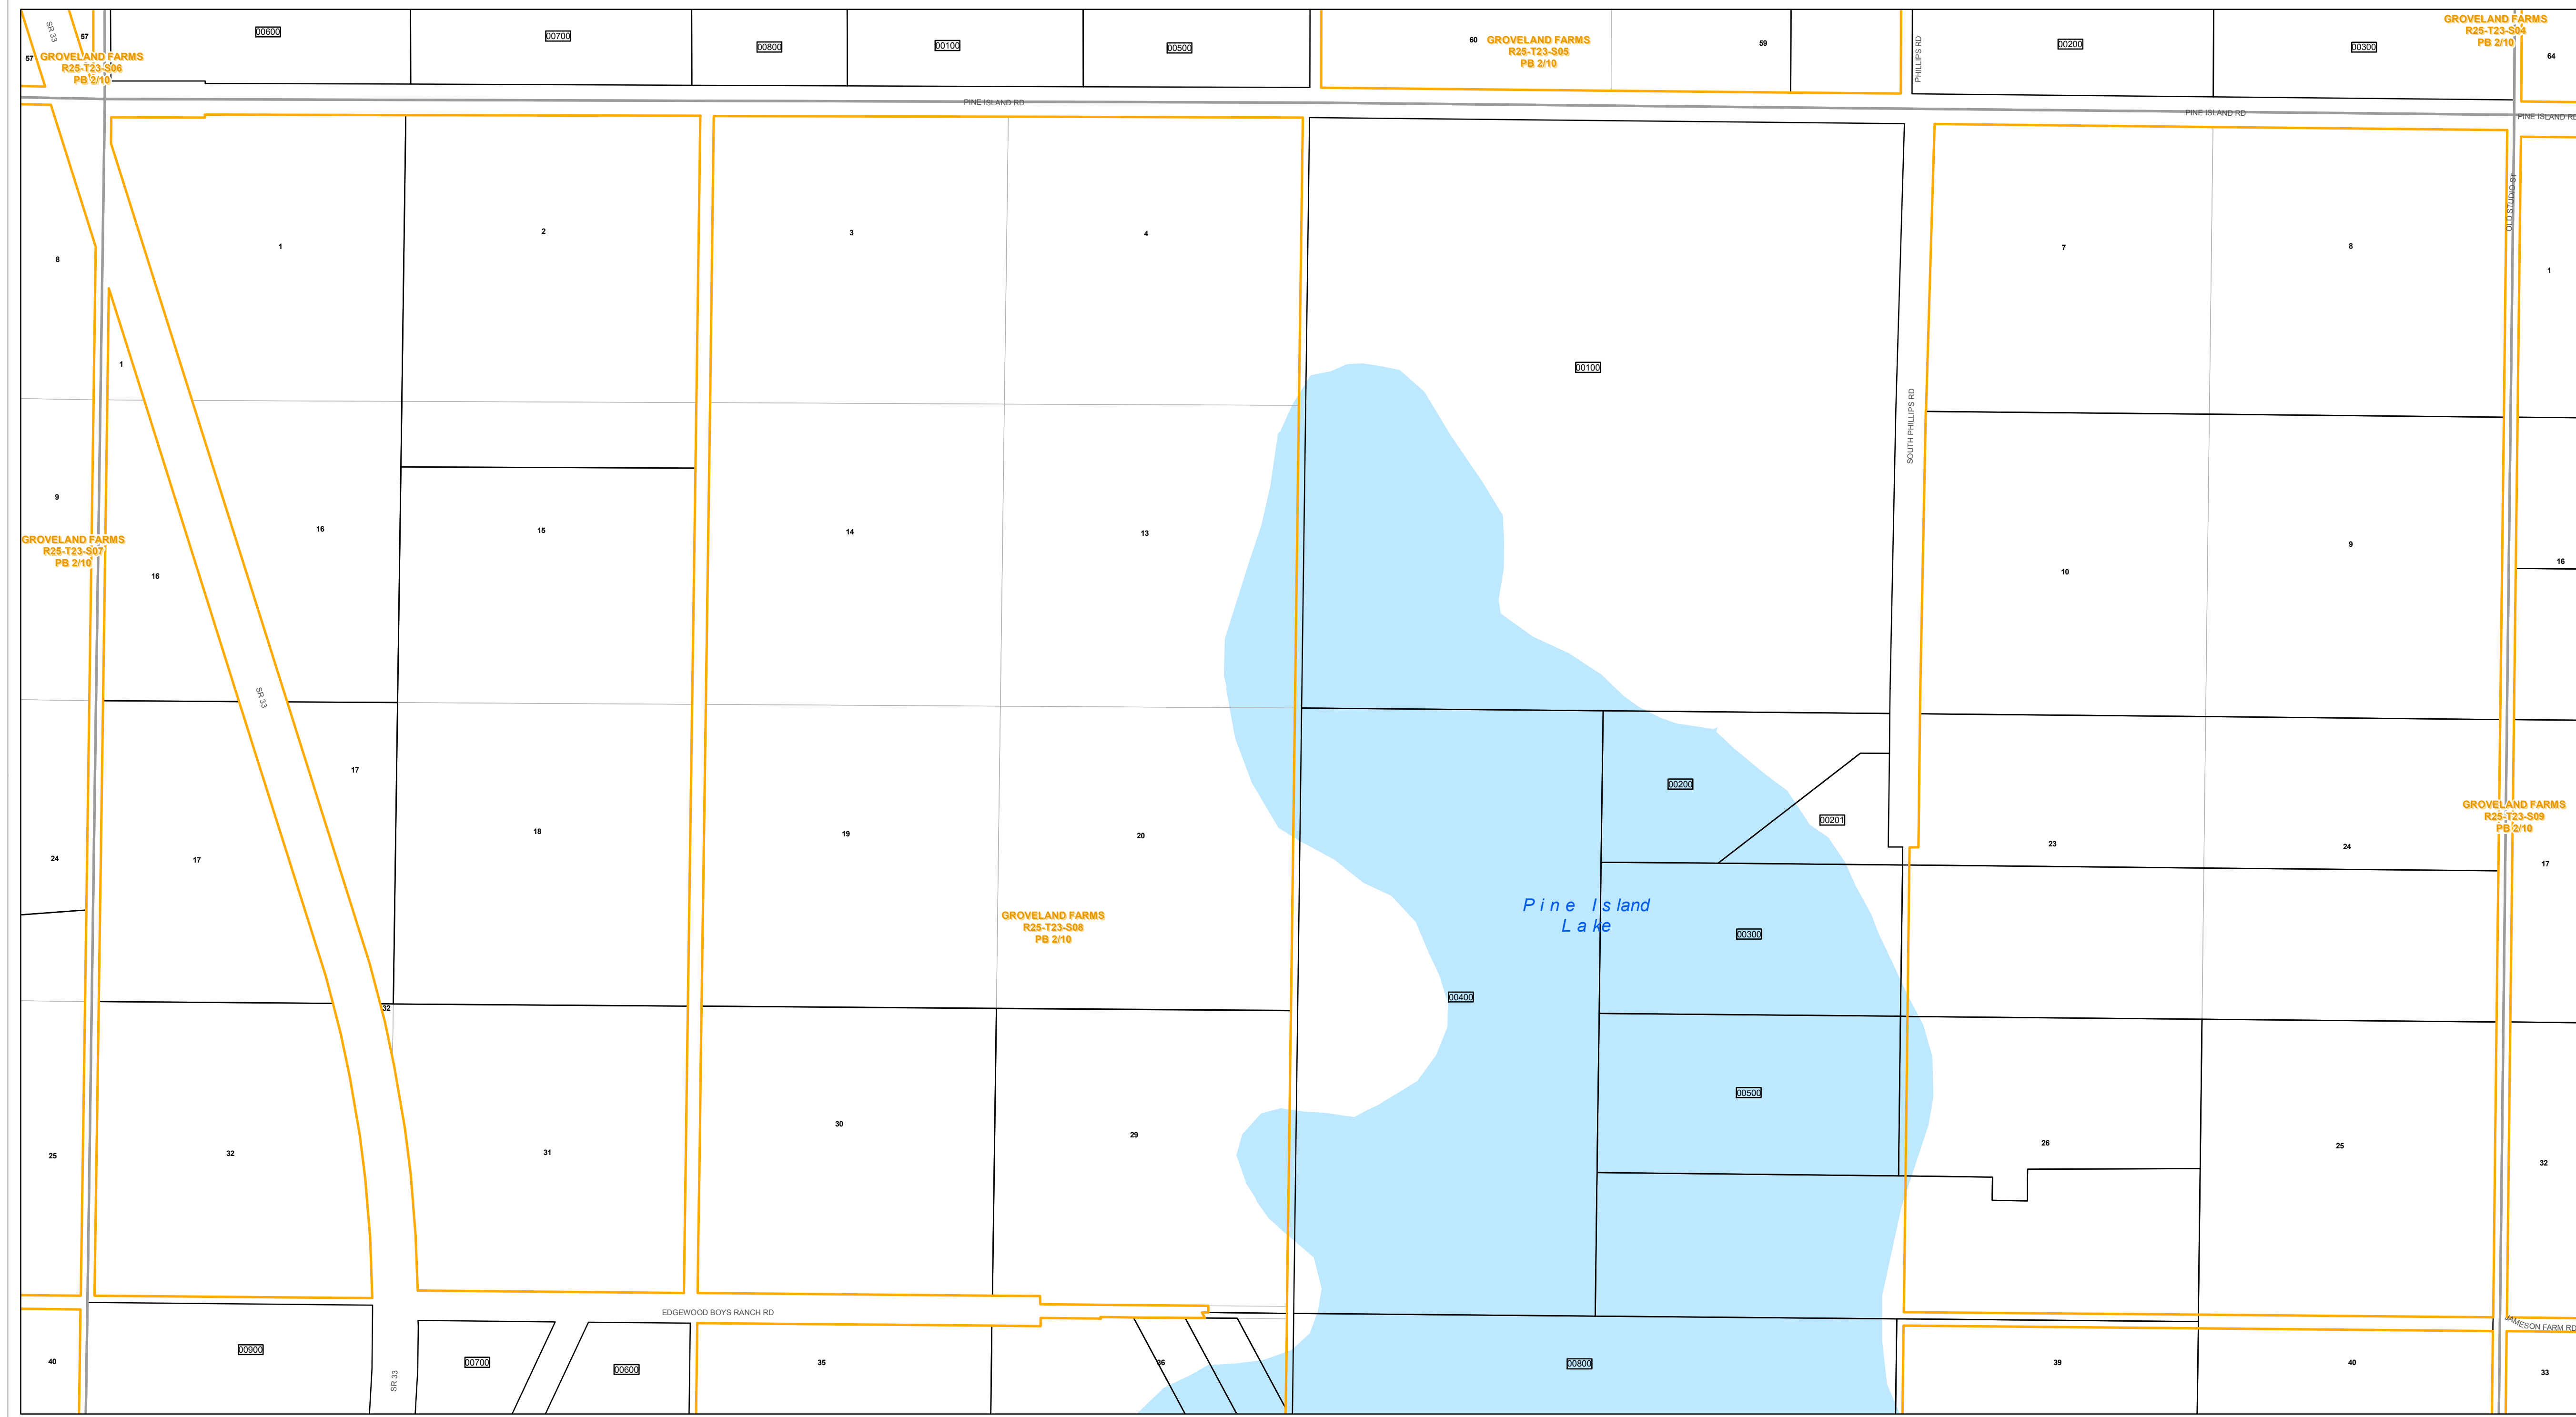 SR 33
57
57
GROVELAND FARMS
R25-T23-S06
PB 2/10
00600
00700
00800
00100
00500
60
GROVELAND FARMS
R25-T23-S05
PB 2/10
59
PHILLIPS RD
00200
00300
GROVELAND FARMS
R25-T23-S04
PB 2/10
64
PINE ISLAND RD
PINE ISLAND RD
PINE ISLAND RD
8
1
2
3
4
7
8
OLD STUDIO ST
1
1
00100
SOUTH PHILLIPS RD
9
16
15
14
13
10
9
16
GROVELAND FARMS
R25-T23-S07
PB 2/10
16
SR 33
17
00200
00201
GROVELAND FARMS
R25-T23-S09
PB 2/10
24
17
18
19
20
23
24
17
GROVELAND FARMS
R25-T23-S08
PB 2/10
Pine Island
Lake
00300
00400
32
00500
25
32
31
30
29
26
25
32
EDGEWOOD BOYS RANCH RD
JAMESON FARM RD
40
00900
SR 33
00700
00600
35
36
00800
39
40
33